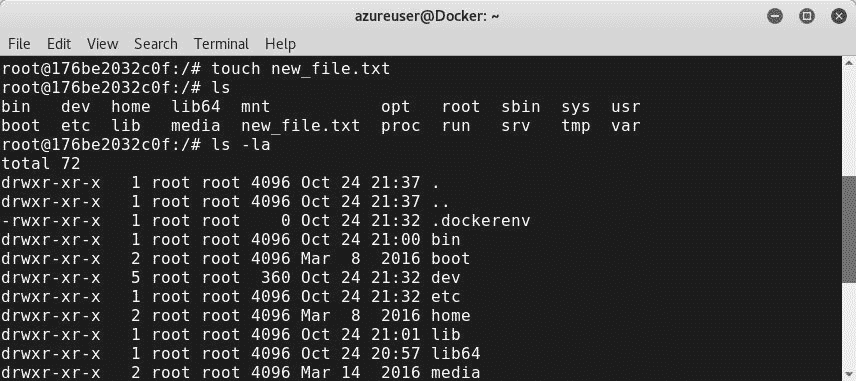 azureuser@Docker: ~
File Edit View Search Terminal Help
root@176be2032c0f:/# touch new_file.txt
root@176be2032c0f:/# ls
bin   dev  home  lib64  mnt           opt   root  sbin  sys  usr
boot  etc  lib   media  new_file.txt  proc  run   srv   tmp  var
root@176be2032c0f:/# ls -la
total 72
drwxr-xr-x   1 root root 4096 Oct 24 21:37 .
drwxr-xr-x   1 root root 4096 Oct 24 21:37 ..
-rwxr-xr-x   1 root root    0 Oct 24 21:32 .dockerenv
drwxr-xr-x   1 root root 4096 Oct 24 21:00 bin
drwxr-xr-x   2 root root 4096 Mar  8  2016 boot
drwxr-xr-x   5 root root  360 Oct 24 21:32 dev
drwxr-xr-x   1 root root 4096 Oct 24 21:32 etc
drwxr-xr-x   2 root root 4096 Mar  8  2016 home
drwxr-xr-x   1 root root 4096 Oct 24 21:01 lib
drwxr-xr-x   1 root root 4096 Oct 24 20:57 lib64
drwxr-xr-x   2 root root 4096 Mar 14  2016 media